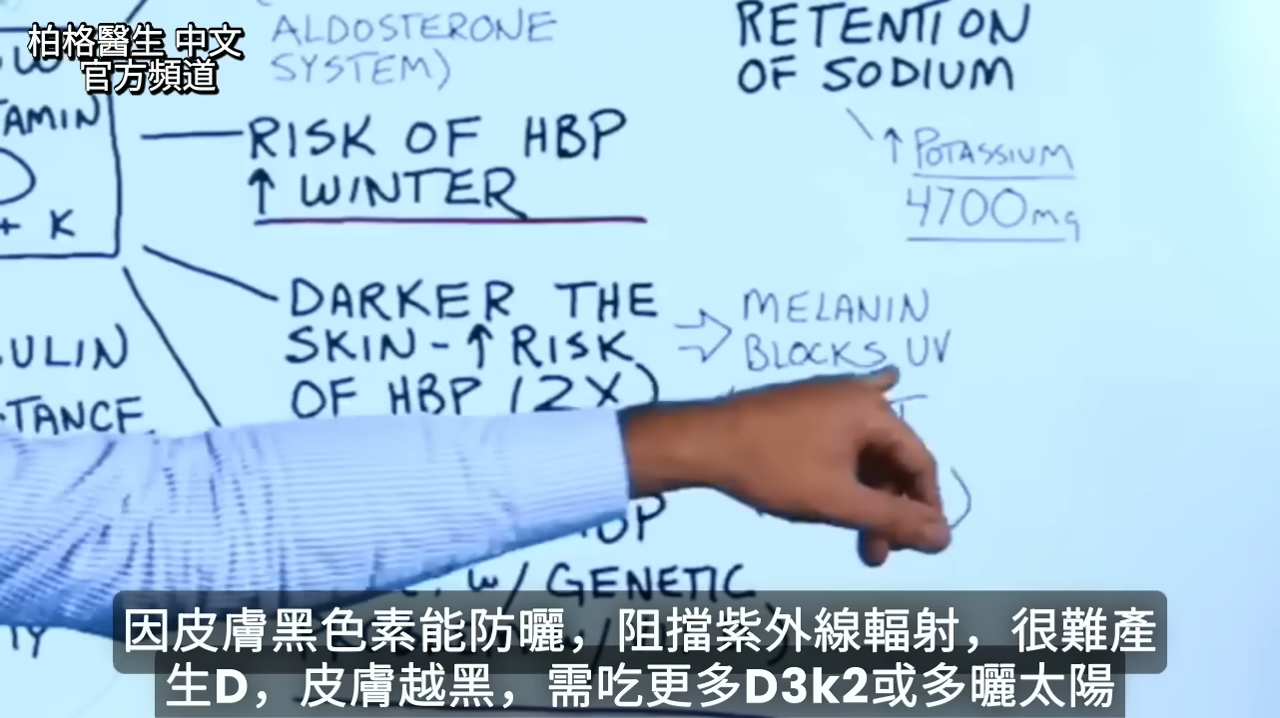 柏格醫生 中文
官方頻道
ALDOSTERONE
SYSTEM)
RETENTION
OF SODIUM
↑ POTASSIUM
4700mg
RISK OF HBP
↑ WINTER
+ K
DARKER THE
SKIN-↑RISK
OF HBP (2X)
MELANIN
BLOCKS UV
w/ GENETIC
因皮膚黑色素能防曬，阻擋紫外線輻射，很難產
生D，皮膚越黑，需吃更多D3k2或多曬太陽